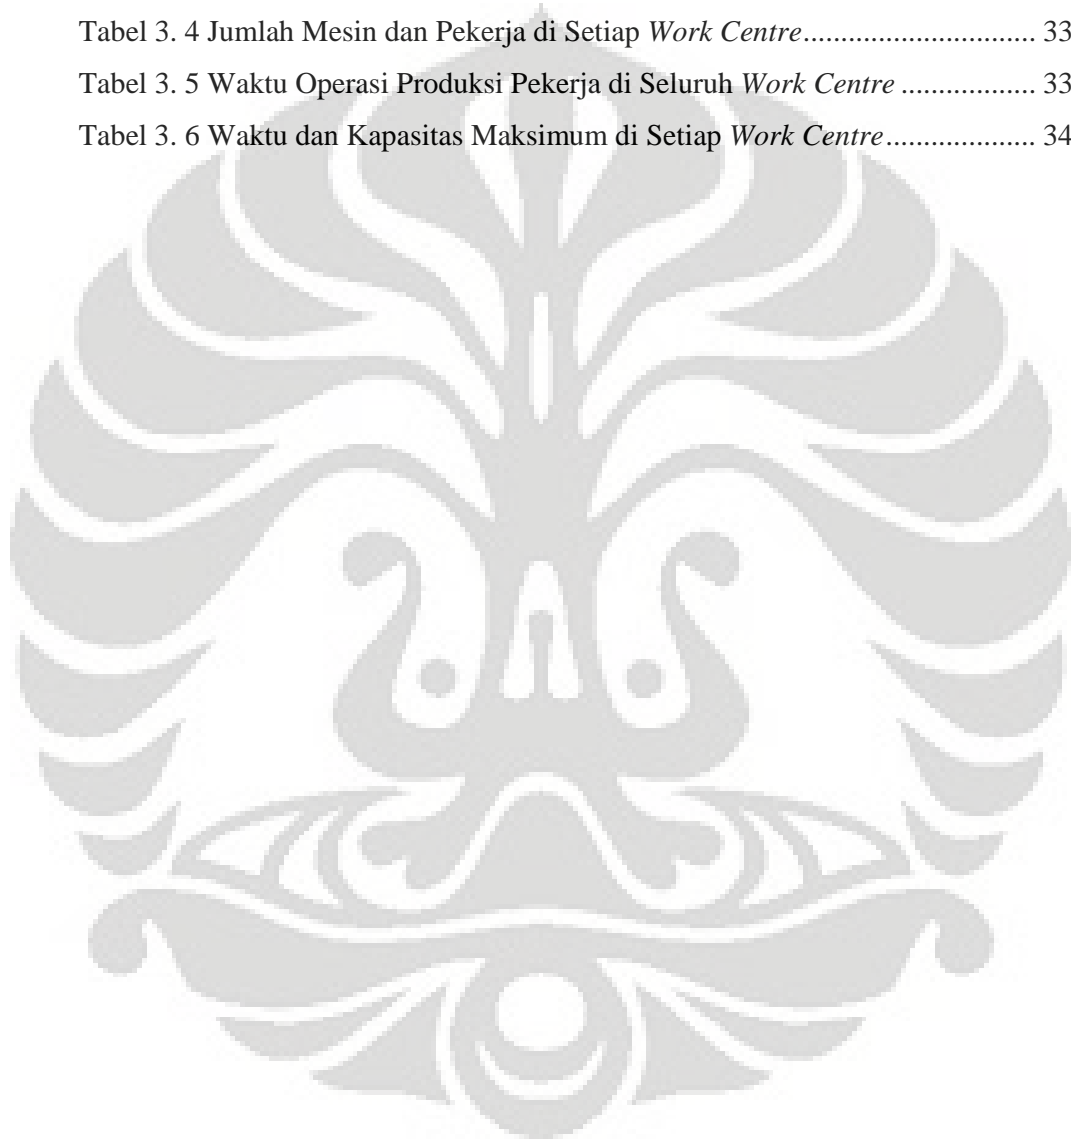 Tabel 3. 4 Jumlah Mesin dan Pekerja di Setiap Work Centre............................... 33
Tabel 3. 5 Waktu Operasi Produksi Pekerja di Seluruh Work Centre .................. 33
Tabel 3. 6 Waktu dan Kapasitas Maksimum di Setiap Work Centre.................... 34